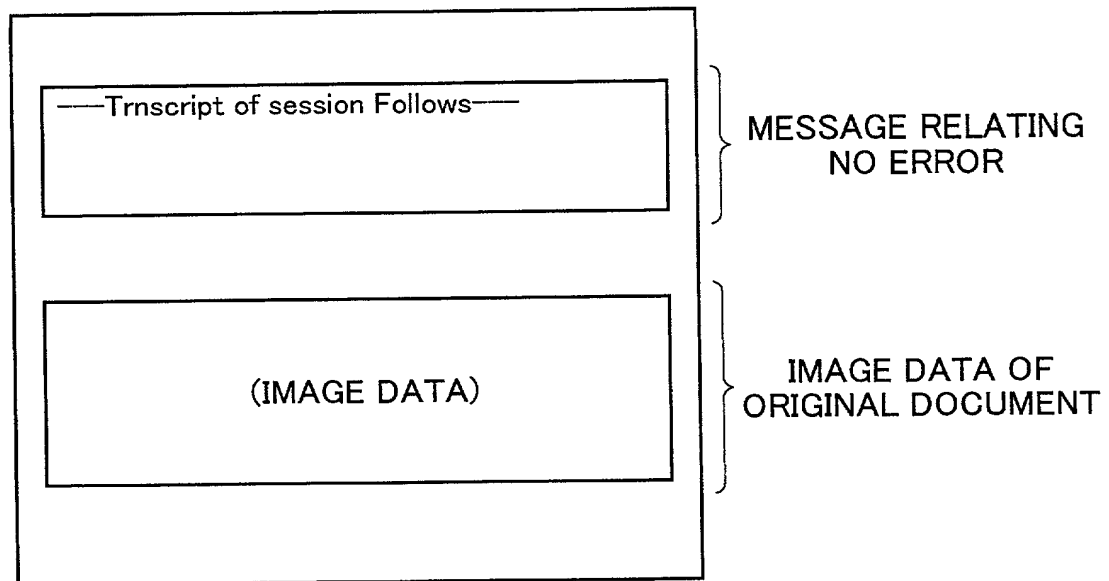 ——Trnscript of session Follows——
MESSAGE RELATING
NO ERROR
(IMAGE DATA)
IMAGE DATA OF
ORIGINAL DOCUMENT